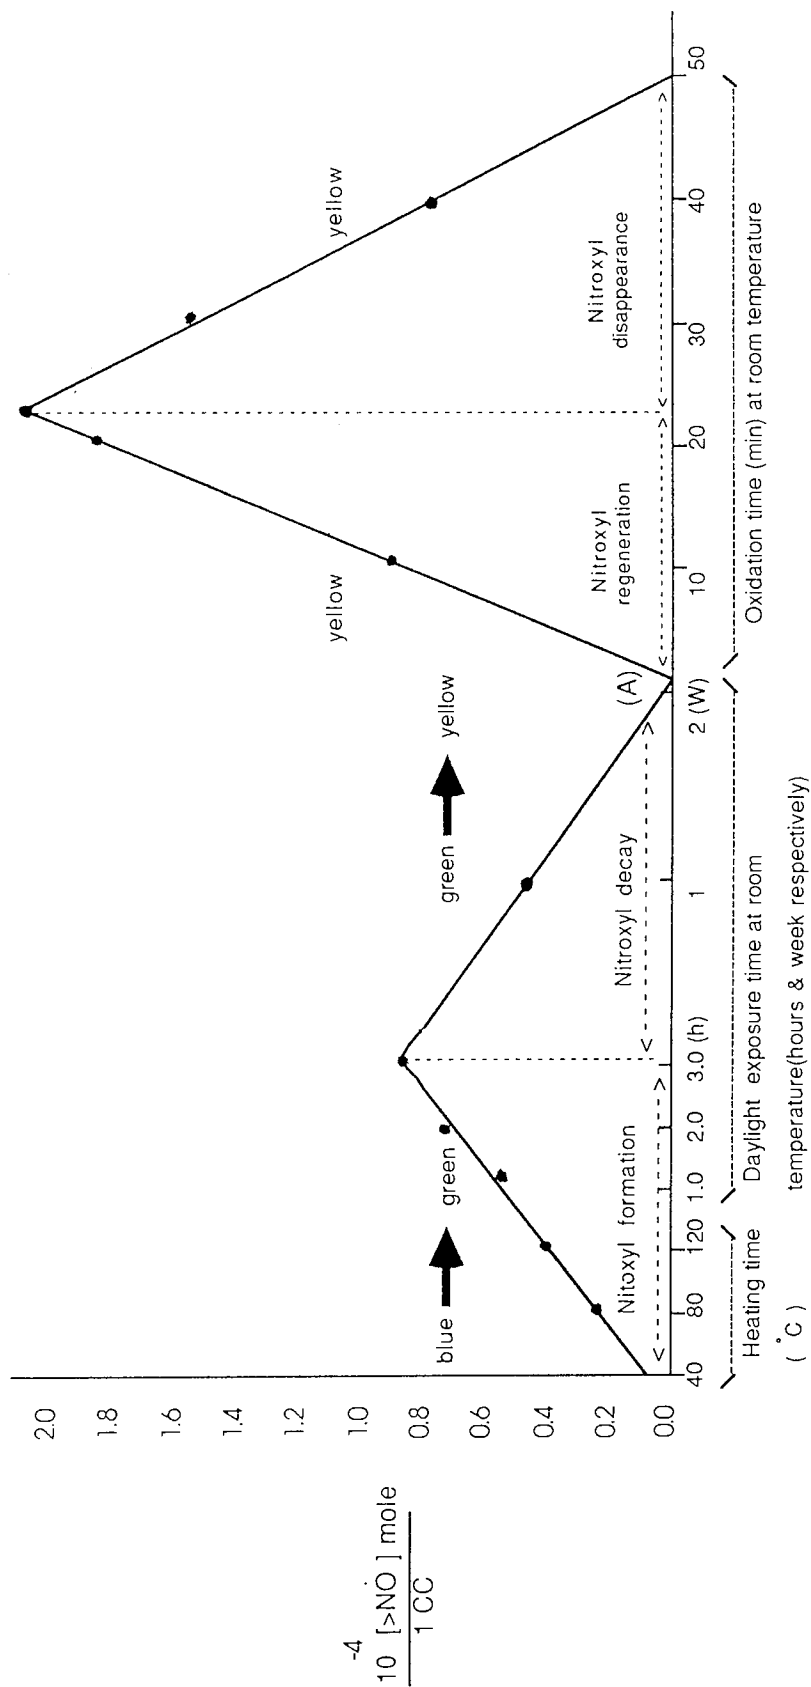 -4
10 [>NO ] mole
1 CC
2.0
1.8
1.6
1.4
1.2
1.0
0.8
0.6
0.4
0.2
0.0
blue
green
green
yellow
yellow
yellow
(A)
Nitoxyl formation
Nitroxyl decay
Nitroxyl
regeneration
Nitroxyl
disappearance
40
80
120
1.0
2.0
3.0 (h)
1
2 (W)
10
20
30
40
50
Heating time
( °C )
Daylight exposure time at room
temperature(hours & week respectively)
Oxidation time (min) at room temperature